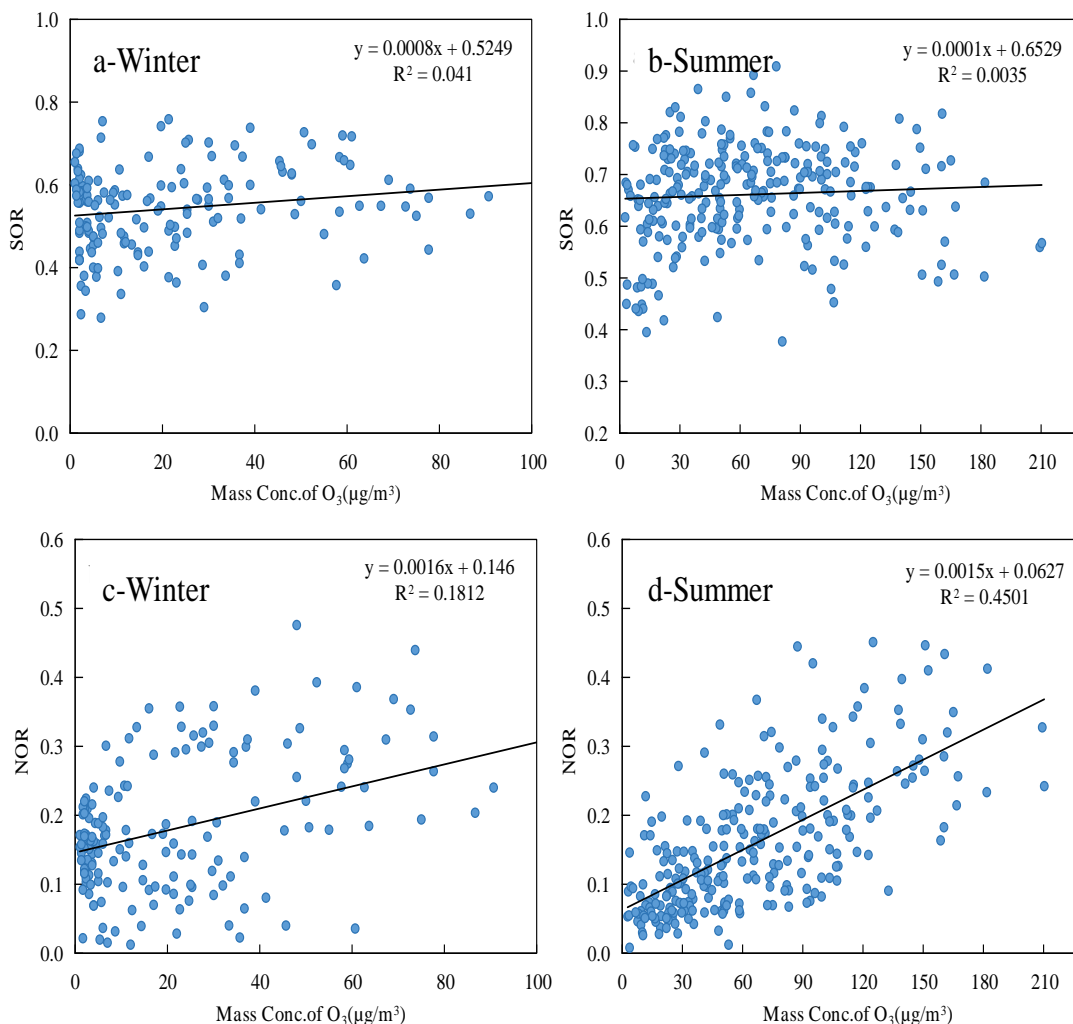 a-Winter
y = 0.0008x + 0.5249
R² = 0.041
1.0
0.8
0.6
0.4
0.2
0.0
SOR
0
20
40
60
80
100
Mass Conc.of O₃(μg/m³)
b-Summer
y = 0.0001x + 0.6529
R² = 0.0035
1.0
0.9
0.8
0.7
0.6
0.5
0.4
0.3
0.2
SOR
0
30
60
90
120
150
180
210
Mass Conc.of O₃(μg/m³)
c-Winter
y = 0.0016x + 0.146
R² = 0.1812
0.6
0.5
0.4
0.3
0.2
0.1
0.0
NOR
0
20
40
60
80
100
Mass Conc.of O₃(μg/m³)
d-Summer
y = 0.0015x + 0.0627
R² = 0.4501
0.6
0.5
0.4
0.3
0.2
0.1
0.0
NOR
0
30
60
90
120
150
180
210
Mass Conc.of O₃(μg/m³)